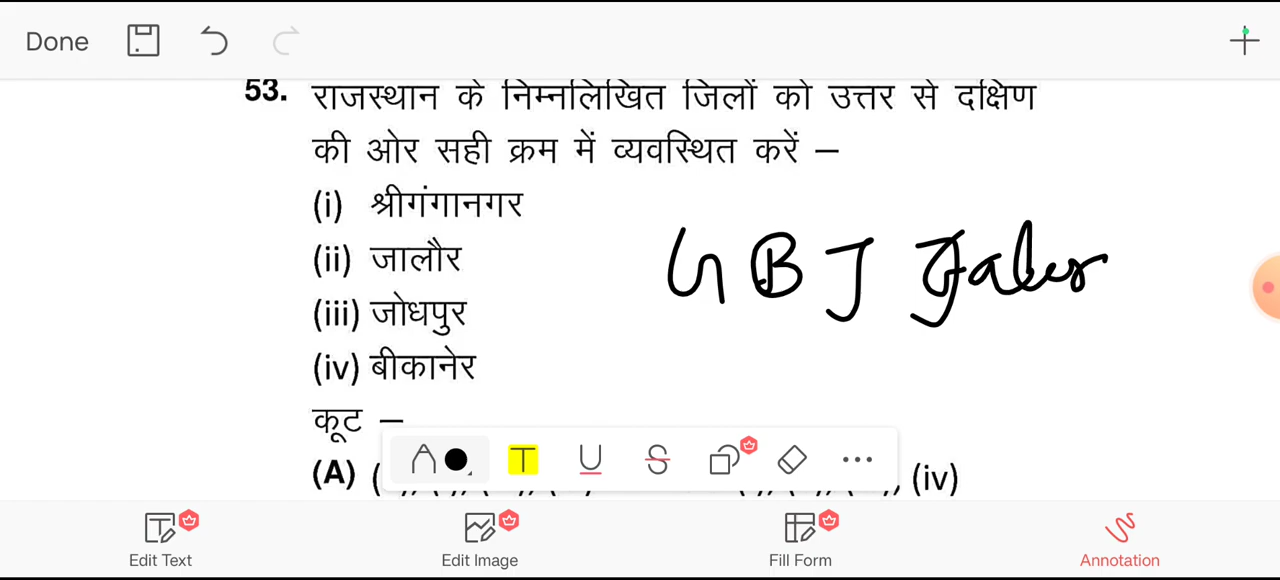 Done
53. राजस्थान के निम्नलिखित जिलों को उत्तर से दक्षिण
की ओर सही क्रम में व्यवस्थित करें –
(i) श्रीगंगानगर
(ii) जालौर
(iii) जोधपुर
(iv) बीकानेर
G B J Jalor
कूट –
T U S
(A) (iv)
Edit Text Edit Image Fill Form Annotation